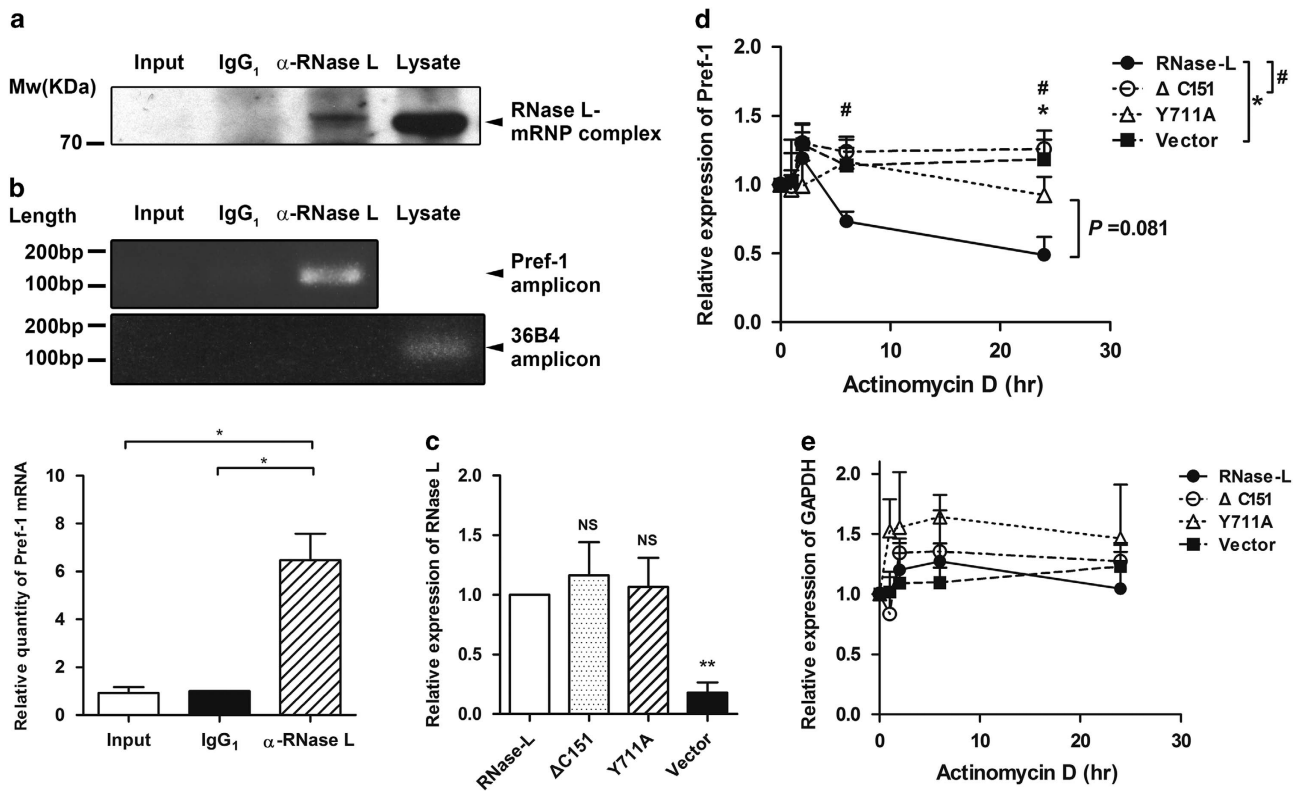 a
Input IgG1 α-RNase L Lysate
Mw(KDa)
70
RNase L-
mRNP complex
b
Length Input IgG1 α-RNase L Lysate
200bp
100bp
Pref-1
amplicon
200bp
100bp
36B4
amplicon
* 
*
Relative quantity of Pref-1 mRNA
10
8
6
4
2
0
Input IgG1 α-RNase L
c
Relative expression of RNase L
2.0
1.5
1.0
0.5
0.0
NS
NS
**
RNase-L ΔC151 Y711A Vector
d
Relative expression of Pref-1
2.0
1.5
1.0
0.5
0.0
#
#
*
RNase-L
Δ C151
Y711A
Vector
#
*
P =0.081
0 10 20 30
Actinomycin D (hr)
e
Relative expression of GAPDH
2.0
1.5
1.0
0.5
0.0
RNase-L
Δ C151
Y711A
Vector
0 10 20 30
Actinomycin D (hr)